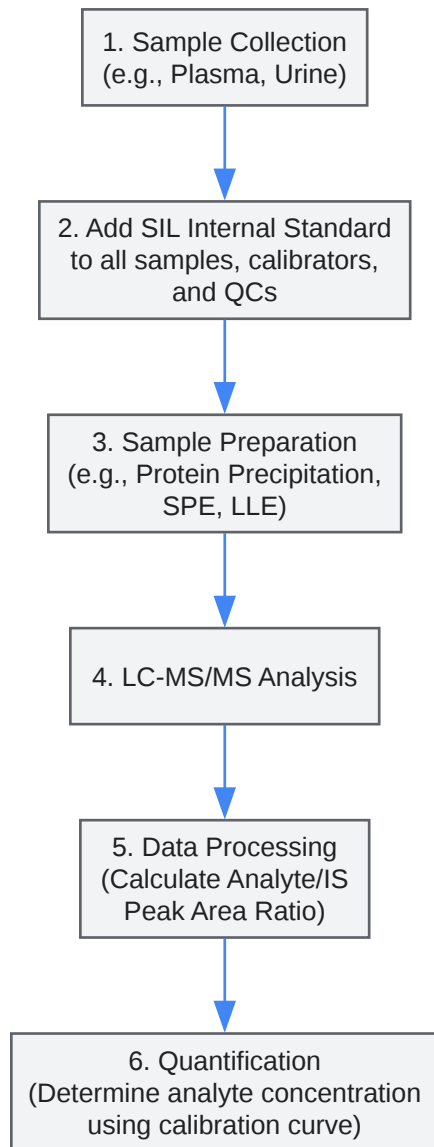 1. Sample Collection
(e.g., Plasma, Urine)
2. Add SIL Internal Standard
to all samples, calibrators,
and QCs
3. Sample Preparation
(e.g., Protein Precipitation,
SPE, LLE)
4. LC-MS/MS Analysis
5. Data Processing
(Calculate Analyte/IS
Peak Area Ratio)
6. Quantification
(Determine analyte concentration
using calibration curve)